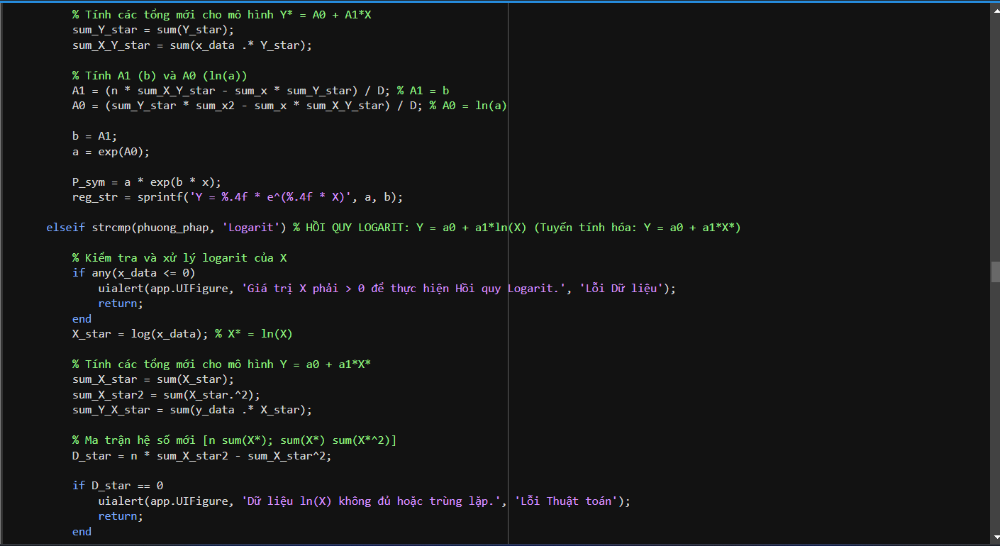 % Tính các tổng mới cho mô hình Y* = A0 + A1*X
sum_Y_star = sum(Y_star);
sum_X_Y_star = sum(x_data .* Y_star);
% Tính A1 (b) và A0 (ln(a))
A1 = (n * sum_X_Y_star - sum_x * sum_Y_star) / D; % A1 = b
A0 = (sum_Y_star * sum_x2 - sum_x * sum_X_Y_star) / D; % A0 = ln(a)
b = A1;
a = exp(A0);
P_sym = a * exp(b * x);
reg_str = sprintf('Y = %.4f * e^(%.4f * X)', a, b);
elseif strcmp(phuong_phap, 'Logarit') % HỒI QUY LOGARIT: Y = a0 + a1*ln(X) (Tuyến tính hóa: Y = a0 + a1*X*)
% Kiểm tra và xử lý logarit của X
if any(x_data <= 0)
uialert(app.UIFigure, 'Giá trị X phải > 0 để thực hiện Hồi quy Logarit.', 'Lỗi Dữ liệu');
return;
end
X_star = log(x_data); % X* = ln(X)
% Tính các tổng mới cho mô hình Y = a0 + a1*X*
sum_X_star = sum(X_star);
sum_X_star2 = sum(X_star.^2);
sum_Y_X_star = sum(y_data .* X_star);
% Ma trận hệ số mới [n sum(X*); sum(X*) sum(X*^2)]
D_star = n * sum_X_star2 - sum_X_star^2;
if D_star == 0
uialert(app.UIFigure, 'Dữ liệu ln(X) không đủ hoặc trùng lặp.', 'Lỗi Thuật toán');
return;
end